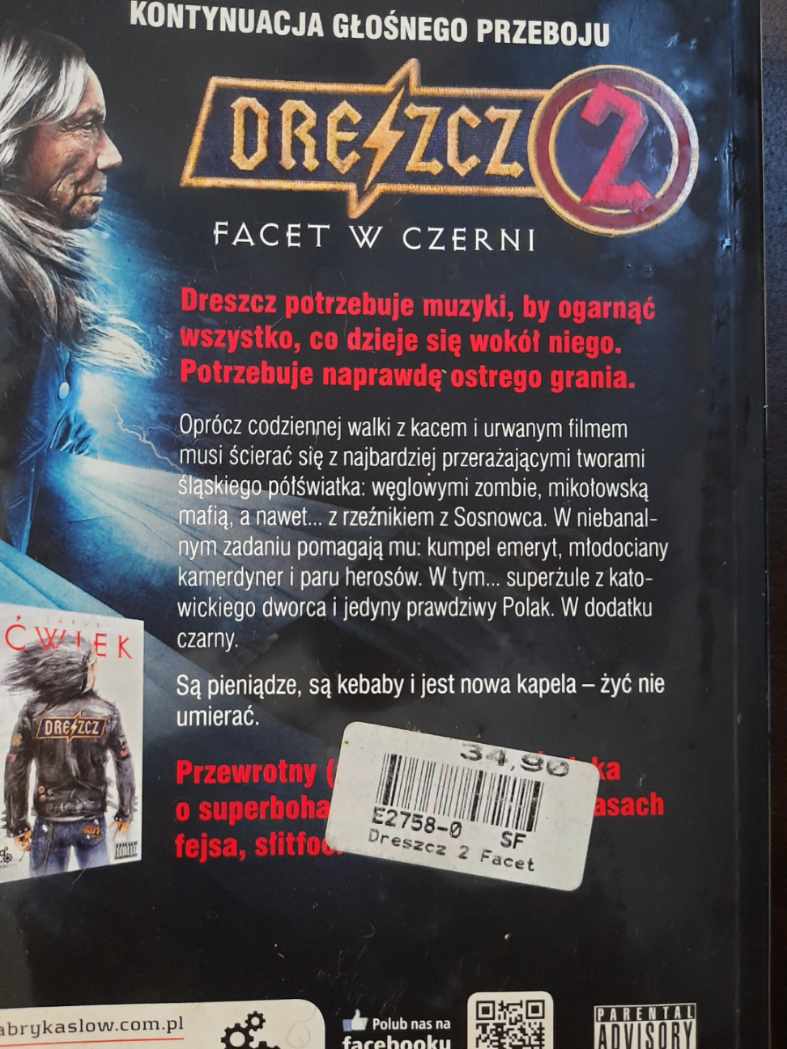 KONTYNUACJA GŁOŚNEGO PRZEBOJU
DRESZCZ 2
FACET W CZERNI
Dreszcz potrzebuje muzyki, by ogarnąć
wszystko, co dzieje się wokół niego.
Potrzebuje naprawdę ostrego grania.
Oprócz codziennej walki z kacem i urwanym filmem
musi ścierać się z najbardziej przerażającymi tworami
śląskiego półświatka: węglowymi zombie, mikołowską
mafią, a nawet... z rzeźnikiem z Sosnowca. W niebanal-
nym zadaniu pomagają mu: kumpel emeryt, młodociany
kamerdyner i paru herosów. W tym... superżule z kato-
wickiego dworca i jedyny prawdziwy Polak. W dodatku
czarny.
Są pieniądze, są kebaby i jest nowa kapela – żyć nie
umierać.
ĆWIEK
DRESZCZ
Przewrotny (
o superboha
fejsa, slitfoc
ka
asach
34,90
E2758-0 SF
Dreszcz 2 Facet
abrykaslow.com.pl
Polub nas na
facebooku
PARENTAL
ADVISORY